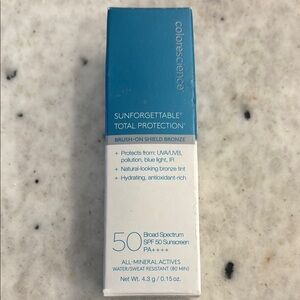 colorescience®
SUNFORGETTABLE®
TOTAL PROTECTION™
BRUSH-ON SHIELD BRONZE
+ Protects from: UVA/UVB,
pollution, blue light, IR
+ Natural-looking bronze tint
+ Hydrating, antioxidant-rich
50 Broad Spectrum
SPF 50 Sunscreen
PA++++
ALL-MINERAL ACTIVES
WATER/SWEAT RESISTANT (80 MIN)
Net Wt. 4.3 g / 0.15 oz.